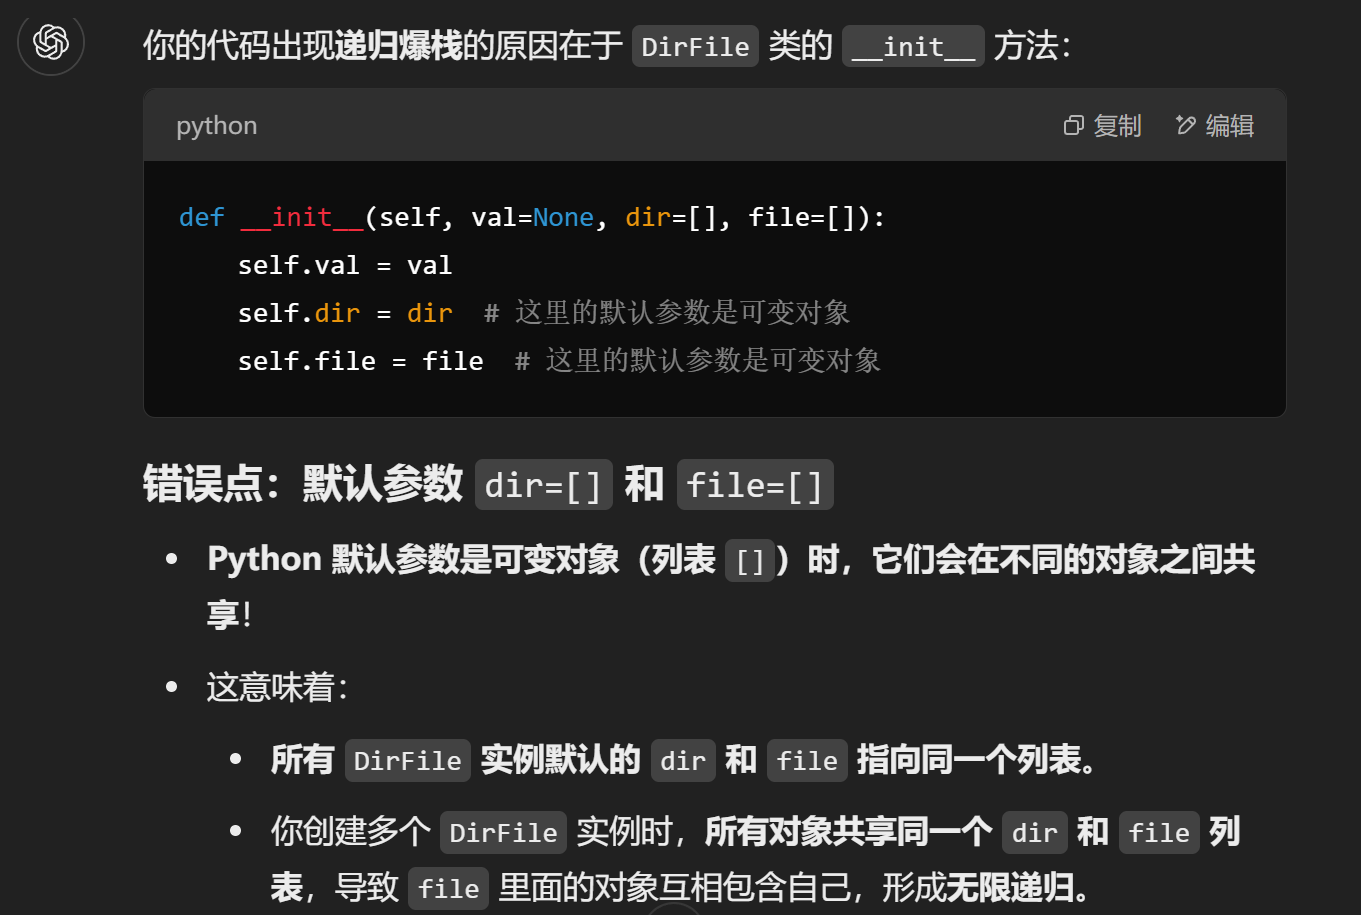 你的代码出现递归爆栈的原因在于 DirFile 类的 __init__ 方法：
python 复制 编辑
def __init__(self, val=None, dir=[], file=[]):
self.val = val
self.dir = dir # 这里的默认参数是可变对象
self.file = file # 这里的默认参数是可变对象
错误点：默认参数 dir=[] 和 file=[]
• Python 默认参数是可变对象（列表 []）时，它们会在不同的对象之间共
享！
• 这意味着：
• 所有 DirFile 实例默认的 dir 和 file 指向同一个列表。
• 你创建多个 DirFile 实例时，所有对象共享同一个 dir 和 file 列
表，导致 file 里面的对象互相包含自己，形成无限递归。